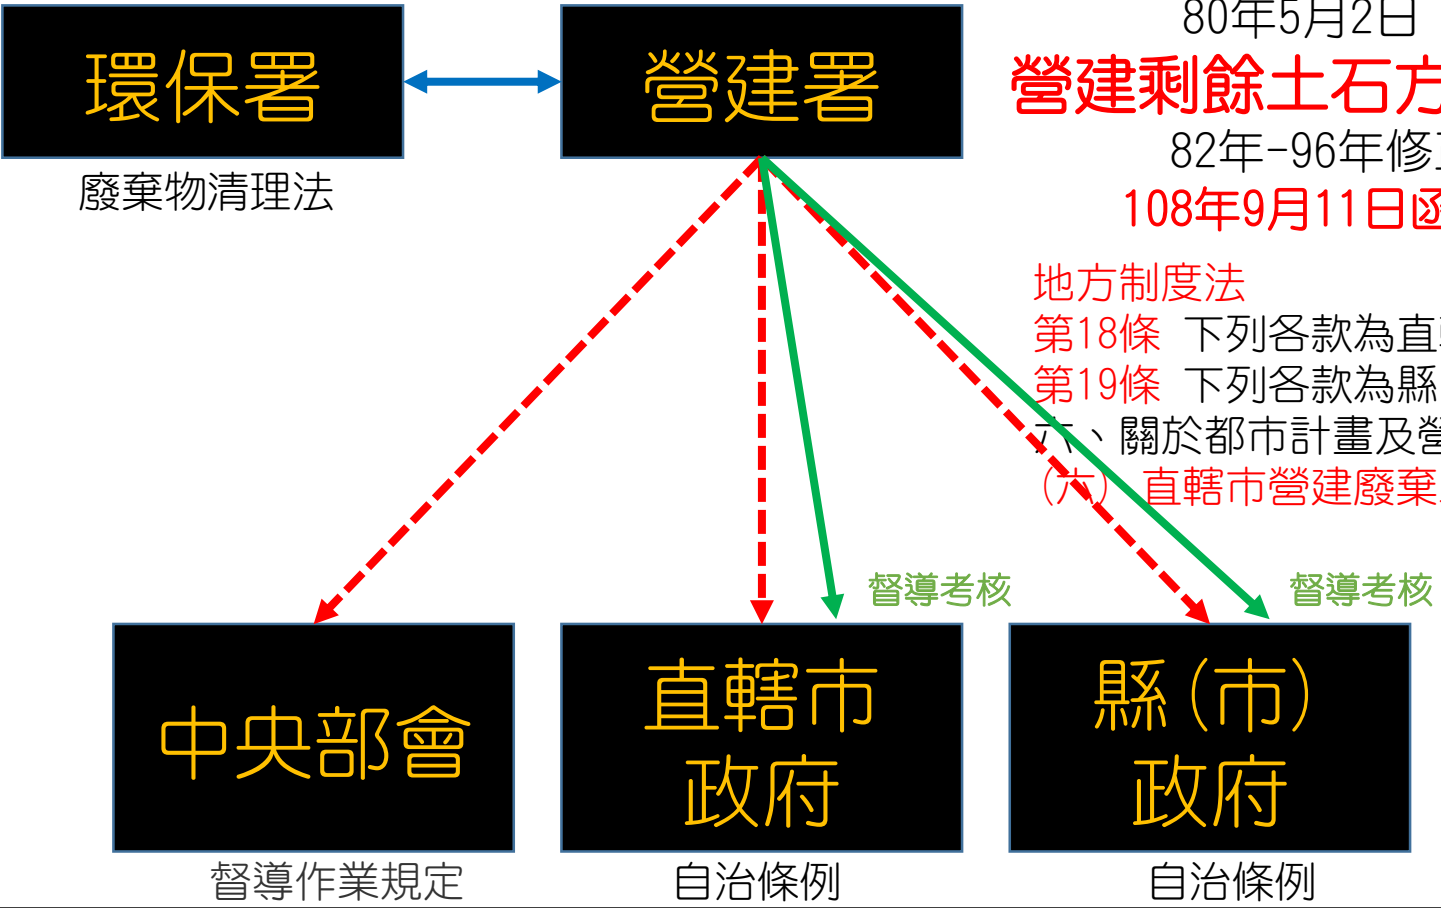 環保署
營建署
廢棄物清理法
80年5月2日
營建剩餘土石方
82年-96年修正
108年9月11日函
地方制度法
第18條 下列各款為直轄
第19條 下列各款為縣
六、關於都市計畫及營
(六) 直轄市營建廢棄
督導考核
督導考核
中央部會
直轄市
政府
縣(市)
政府
督導作業規定
自治條例
自治條例